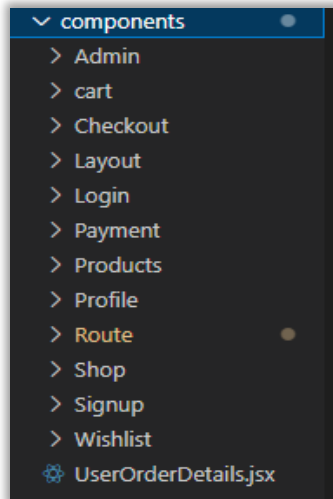 components
Admin
cart
Checkout
Layout
Login
Payment
Products
Profile
Route
Shop
Signup
Wishlist
UserOrderDetails.jsx